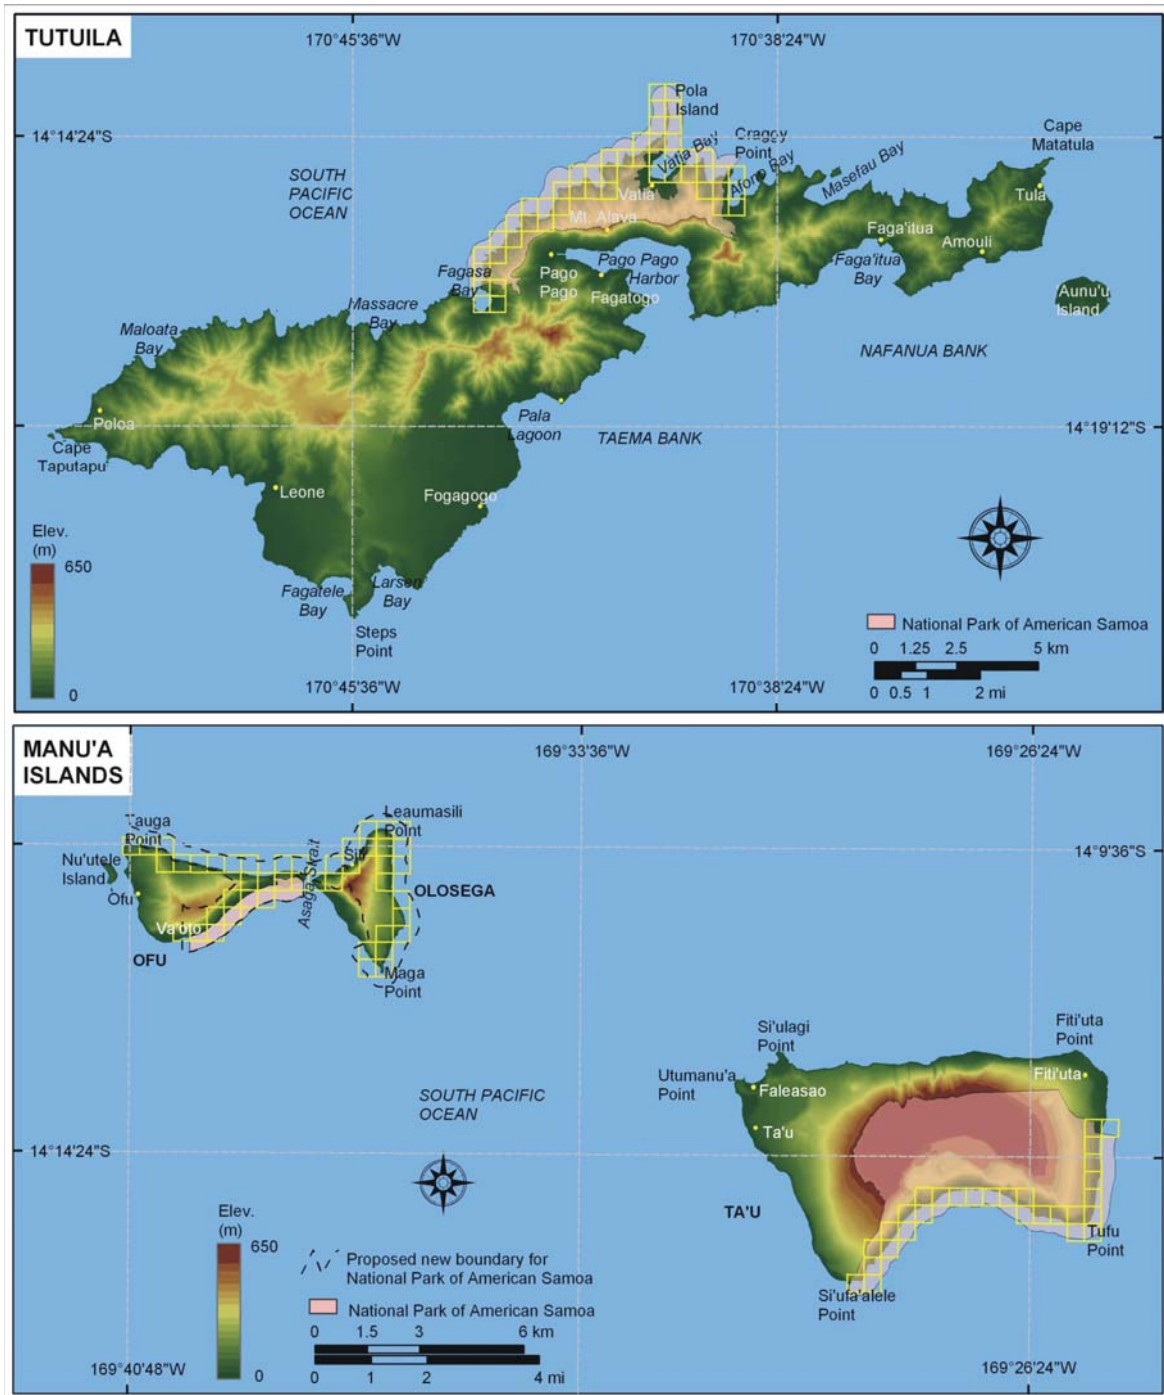 TUTUILA
170°45'36"W
170°38'24"W
14°14'24"S
Pola
Island
Vatia Bay
Craggy
Point
Afono Bay
Masefau Bay
Cape
Matatula
SOUTH
PACIFIC
OCEAN
Vatia
Mt. Alava
Tula
Faga'itua
Amouli
Fagasa
Bay
Pago Pago
Harbor
Pago
Pago
Fagatogo
Faga'itua
Bay
'Aunu'u
Island
Massacre
Bay
Maloata
Bay
NAFANUA BANK
Poloa
Cape
Taputapu
Pala
Lagoon
TAEMA BANK
14°19'12"S
Leone
Fogagogo
Elev.
(m)
650
0
Fagatele
Bay
Larsen
Bay
Steps
Point
National Park of American Samoa
0 1.25 2.5 5 km
0 0.5 1 2 mi
170°45'36"W
170°38'24"W
MANU'A
ISLANDS
169°33'36"W
169°26'24"W
Tauga
Point
Leaumasili
Point
14°9'36"S
Nu'utele
Island
Sili
Asaga Strait
OLOSEGA
Ofu
Va'oto
OFU
Maga
Point
Si'ulagi
Point
Fiti'uta
Point
Utumanu'a
Point
Faleasao
Fiti'uta
SOUTH PACIFIC
OCEAN
Ta'u
14°14'24"S
TA'U
Tufu
Point
Si'ufa'alele
Point
Elev.
(m)
650
0
Proposed new boundary for
National Park of American Samoa
National Park of American Samoa
0 1.5 3 6 km
0 1 2 4 mi
169°40'48"W
169°26'24"W